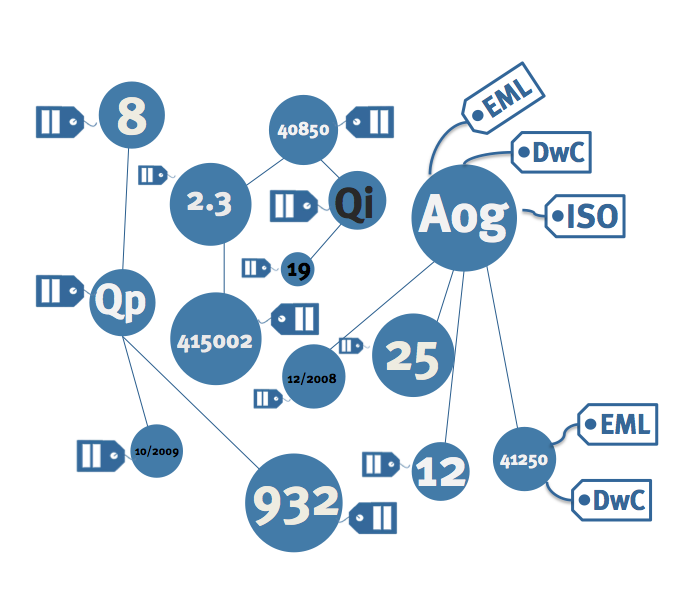 EML
8
40850
DwC
2.3
Qi
Aog
ISO
19
Qp
415002
25
12/2008
EML
10/2009
41250
12
932
DwC